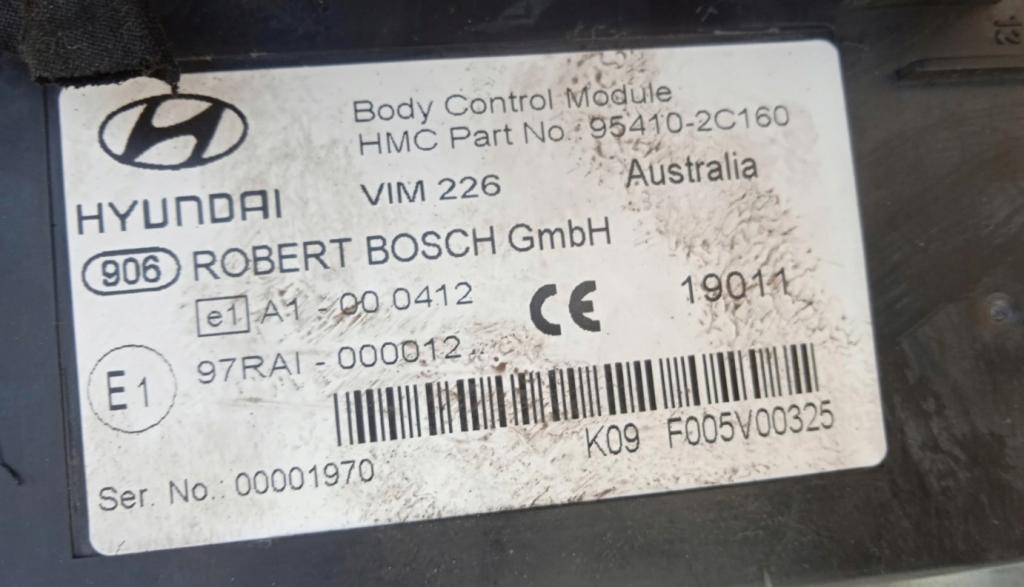 Body Control Module
HMC Part No.: 95410-2C160
HYUNDAI
VIM 226
Australia
906 ROBERT BOSCH GmbH
e1 A1 - 00 0412
CE
19011
E1
97RAI - 000012
K09 F005V00325
Ser. No.: 00001970